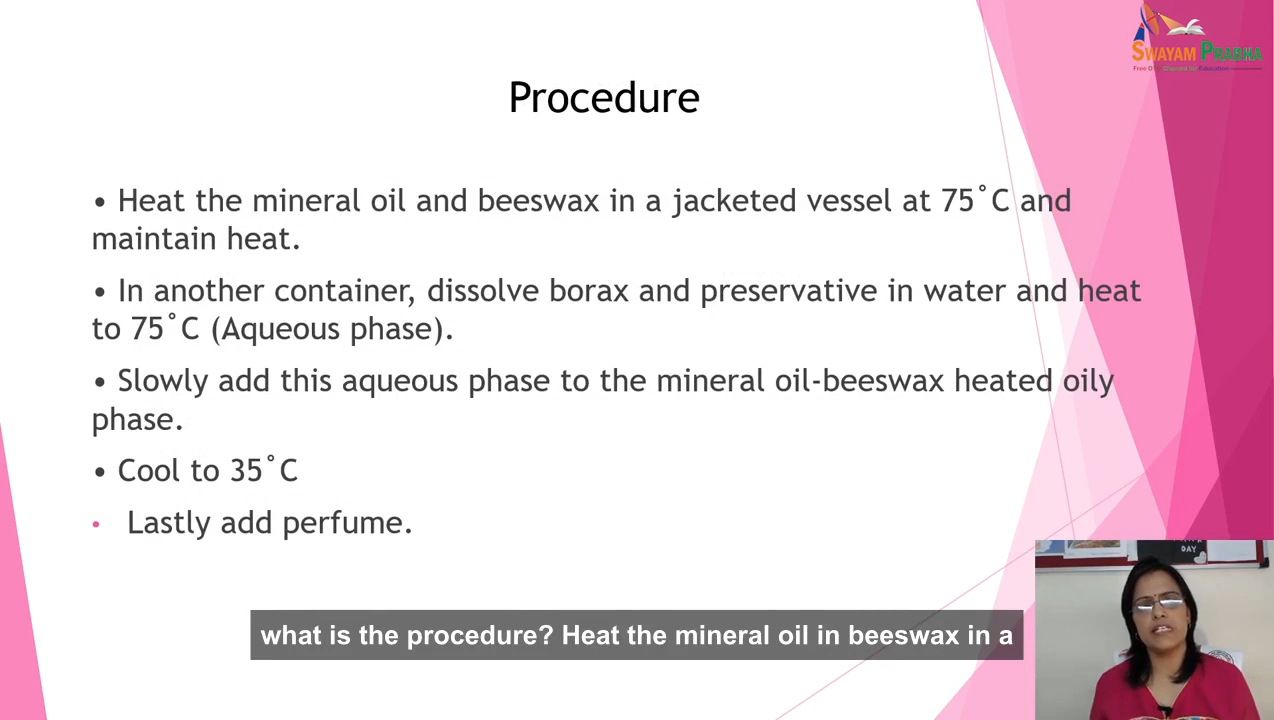 SWAYAM PRABHA
Procedure
• Heat the mineral oil and beeswax in a jacketed vessel at 75˚C and
maintain heat.
• In another container, dissolve borax and preservative in water and heat
to 75˚C (Aqueous phase).
• Slowly add this aqueous phase to the mineral oil-beeswax heated oily
phase.
• Cool to 35˚C
• Lastly add perfume.
DAY
what is the procedure? Heat the mineral oil in beeswax in a